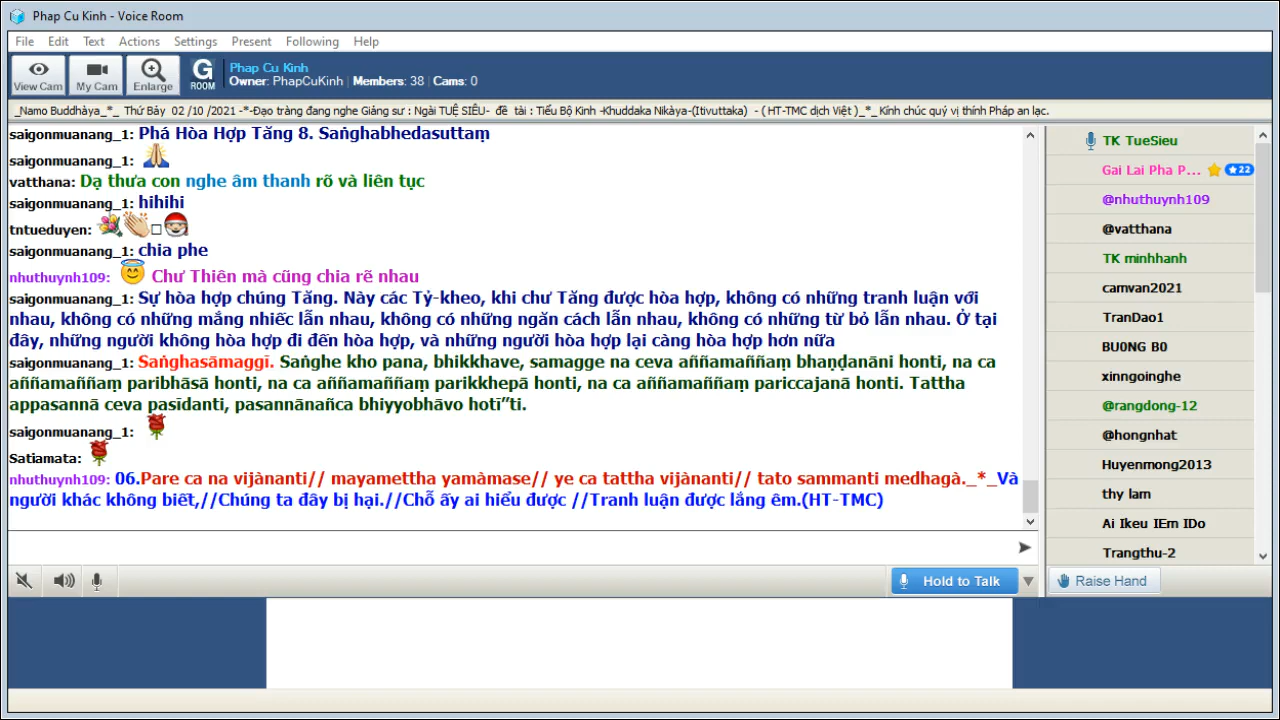 Phap Cu Kinh - Voice Room
File Edit Text Actions Settings Present Following Help
View Cam My Cam Enlarge G ROOM Phap Cu Kinh
Owner: PhapCuKinh | Members: 38 | Cams: 0
_Namo Buddhàya_*_ Thứ Bảy 02 /10 /2021 -*-Đạo tràng đang nghe Giảng sư : Ngài TUỆ SIÊU- đề tài : Tiểu Bộ Kinh -Khuddaka Nikàya-(Itivuttaka) - ( HT-TMC dịch Việt )_*_ Kính chúc quý vị thính Pháp an lạc.
saigonmuanang_1: Phá Hòa Hợp Tăng 8. Saṅghabhedasuttaṃ
saigonmuanang_1:
vatthana: Dạ thưa con nghe âm thanh rõ và liên tục
saigonmuanang_1: hihihi
tntueduyen:
saigonmuanang_1: chia phe
nhuthuynh109: Chư Thiên mà cũng chia rẽ nhau
saigonmuanang_1: Sự hòa hợp chúng Tăng. Này các Tỷ-kheo, khi chư Tăng được hòa hợp, không có những tranh luận với
nhau, không có những mắng nhiếc lẫn nhau, không có những ngăn cách lẫn nhau, không có những từ bỏ lẫn nhau. Ở tại
đây, những người không hòa hợp đi đến hòa hợp, và những người hòa hợp lại càng hòa hợp hơn nữa
saigonmuanang_1: Saṅghasāmaggī. Saṅghe kho pana, bhikkhave, samagge na ceva aññamaññaṃ bhaṇḍanāni honti, na ca
aññamaññaṃ paribhāsā honti, na ca aññamaññaṃ parikkhepā honti, na ca aññamaññaṃ pariccajanā honti. Tattha
appasannā ceva pasīdanti, pasannānañca bhiyyobhāvo hotī”ti.
saigonmuanang_1:
Satiamata:
nhuthuynh109: 06.Pare ca na vijànanti// mayamettha yamàmase// ye ca tattha vijànanti// tato sammanti medhagà._*_Và
người khác không biết,//Chúng ta đây bị hại.//Chỗ ấy ai hiểu được //Tranh luận được lắng êm.(HT-TMC)
Hold to Talk
TK TueSieu
Gai Lai Pha P... 22
@nhuthuynh109
@vatthana
TK minhhanh
camvan2021
TranDao1
BU0NG B0
xinngoinghe
@rangdong-12
@hongnhat
Huyenmong2013
thy lam
Ai Ikeu IEm IDo
Trangthu-2
Raise Hand